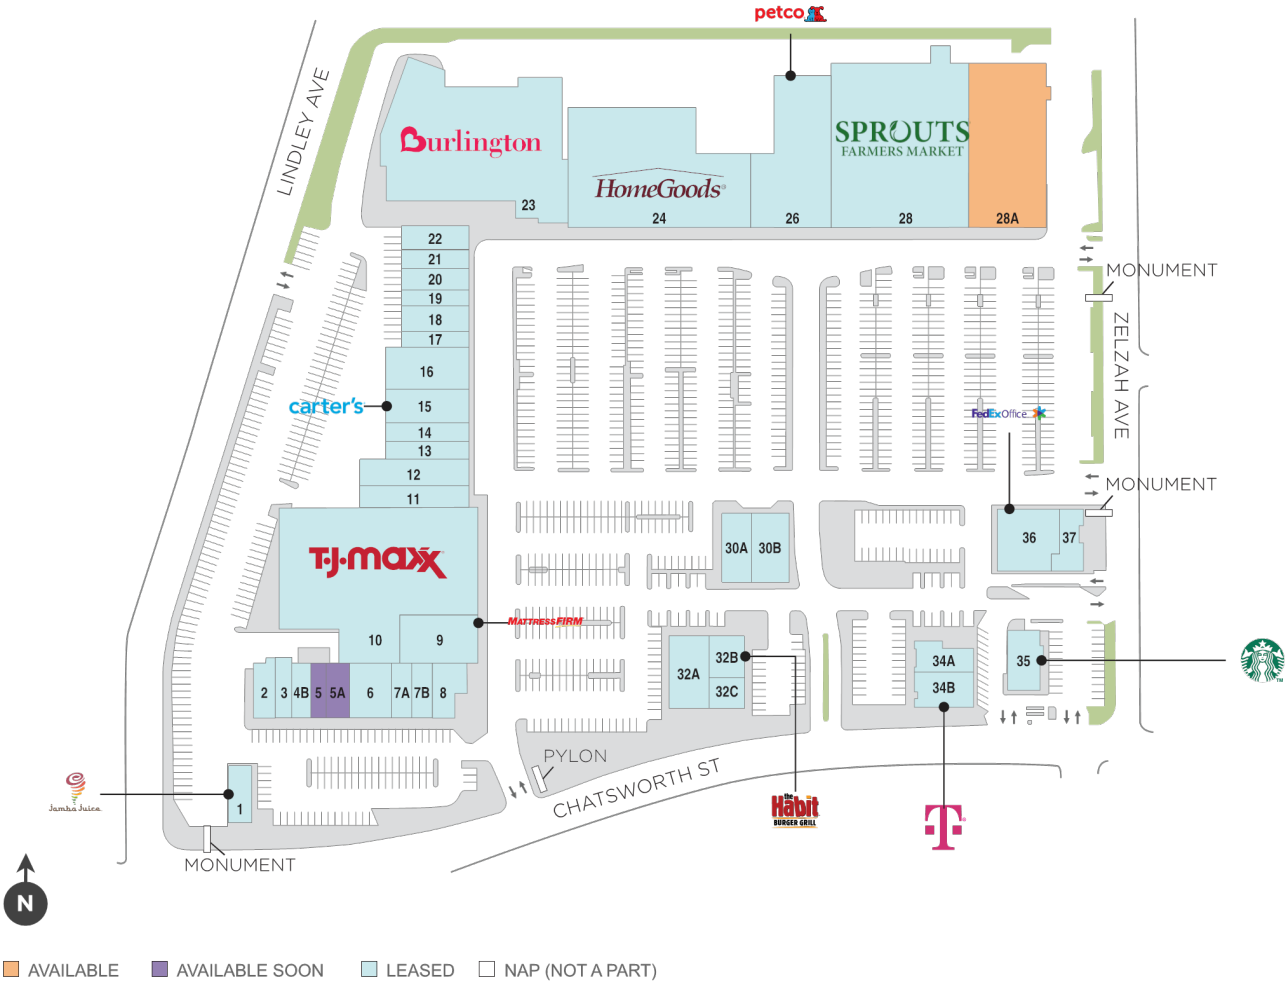 petco
LINDLEY AVE
Burlington
SPROUTS
FARMERS MARKET
HomeGoods
23
24
26
28
28A
22
21
20
19
18
17
16
carter's
15
14
13
12
11
MONUMENT
ZELZAH AVE
FedEx Office
MONUMENT
T·J·maxx
30A
30B
36
37
MATTRESS FIRM
10
9
32A
32B
32C
34A
34B
35
2
3
4B
5
5A
6
7A
7B
8
PYLON
CHATSWORTH ST
Jamba Juice
1
the
Habit
BURGER GRILL
T
MONUMENT
N
AVAILABLE
AVAILABLE SOON
LEASED
NAP (NOT A PART)